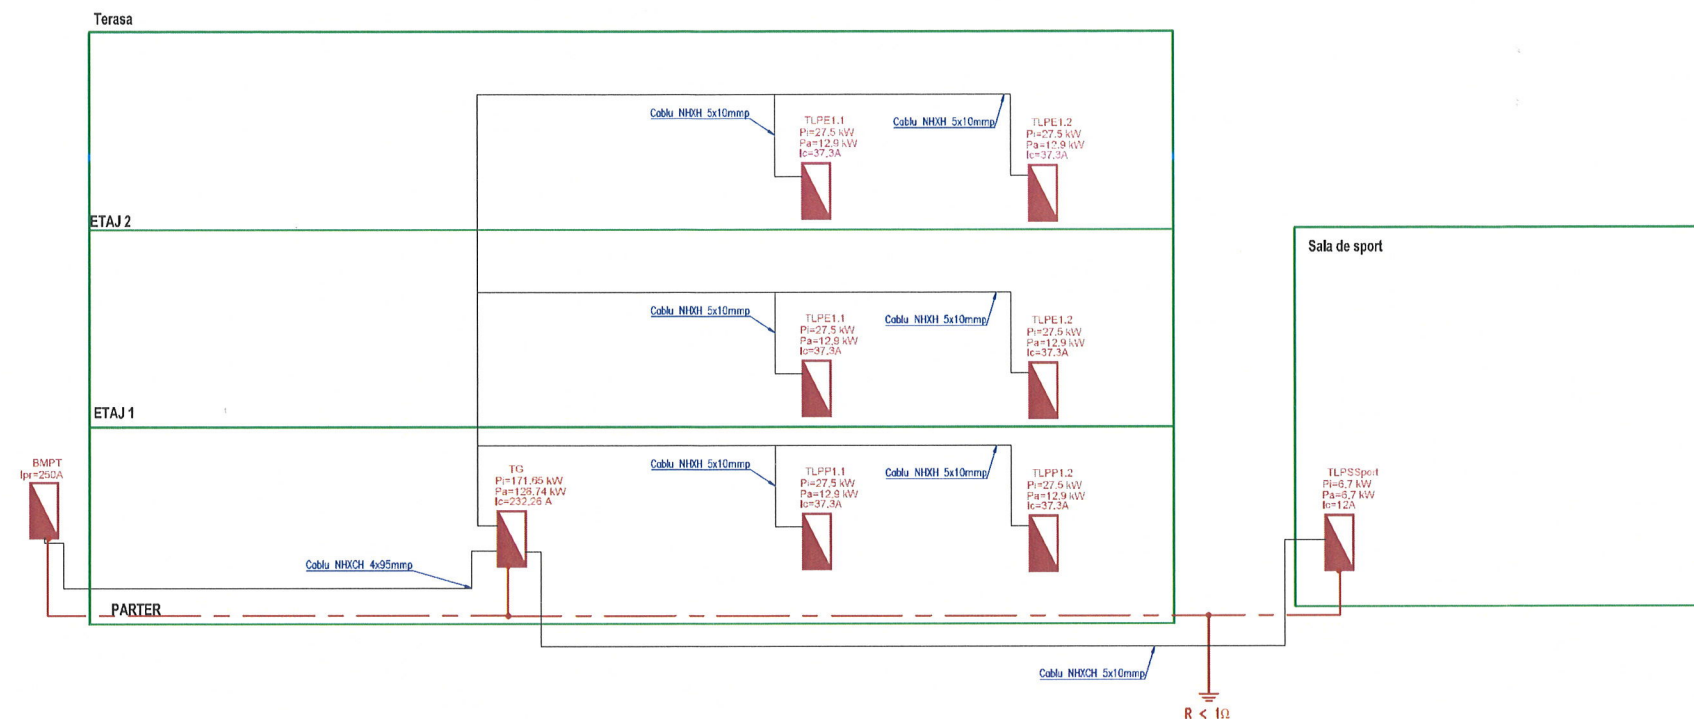 Terasa
Cablu NHXH 5x10mmp
TLPE1.1
Pi=27.5 kW
Pa=12.9 kW
Ic=37.3A
Cablu NHXH 5x10mmp
TLPE1.2
Pi=27.5 kW
Pa=12.9 kW
Ic=37.3A
ETAJ 2
Sala de sport
Cablu NHXH 5x10mmp
TLPE1.1
Pi=27.5 kW
Pa=12.9 kW
Ic=37.3A
Cablu NHXH 5x10mmp
TLPE1.2
Pi=27.5 kW
Pa=12.9 kW
Ic=37.3A
ETAJ 1
BMPT
Ipr=250A
TG
Pi=171.65 kW
Pa=128.74 kW
Ic=232.26 A
Cablu NHXH 5x10mmp
TLPP1.1
Pi=27.5 kW
Pa=12.9 kW
Ic=37.3A
Cablu NHXH 5x10mmp
TLPP1.2
Pi=27.5 kW
Pa=12.9 kW
Ic=37.3A
TLPSSport
Pi=6.7 kW
Pa=6.7 kW
Ic=12A
Cablu NHXCH 4x95mmp
PARTER
Cablu NHXCH 5x10mmp
R < 1Ω